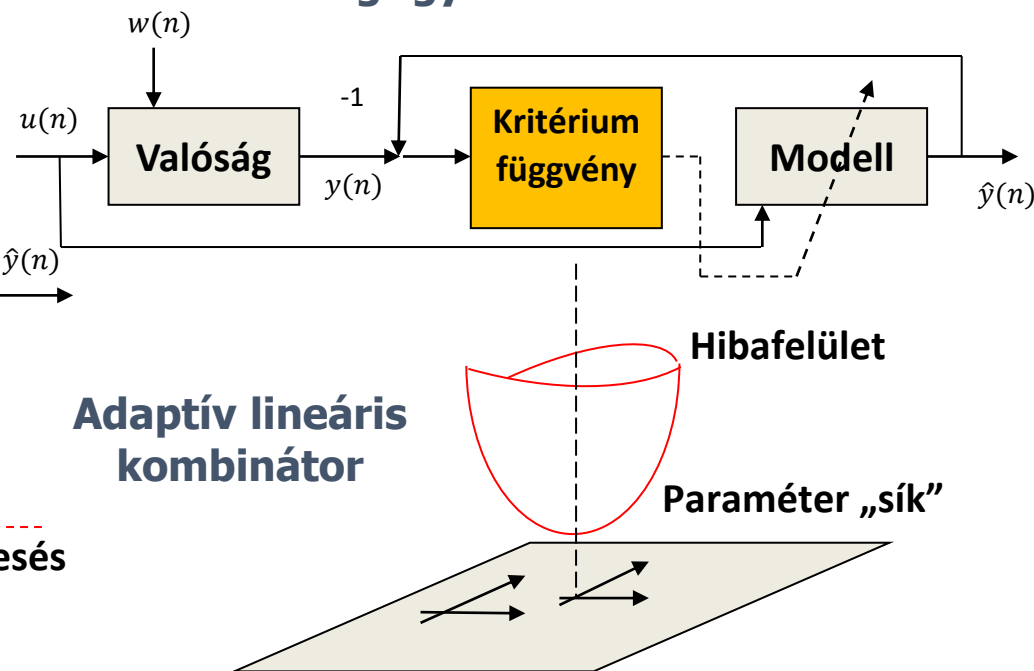 w(n)
u(n)
Valóság
-1
y(n)
Kritérium
függvény
Modell
ŷ(n)
ŷ(n)
Hibafelület
Adaptív lineáris
kombinátor
Paraméter „sík”
esés